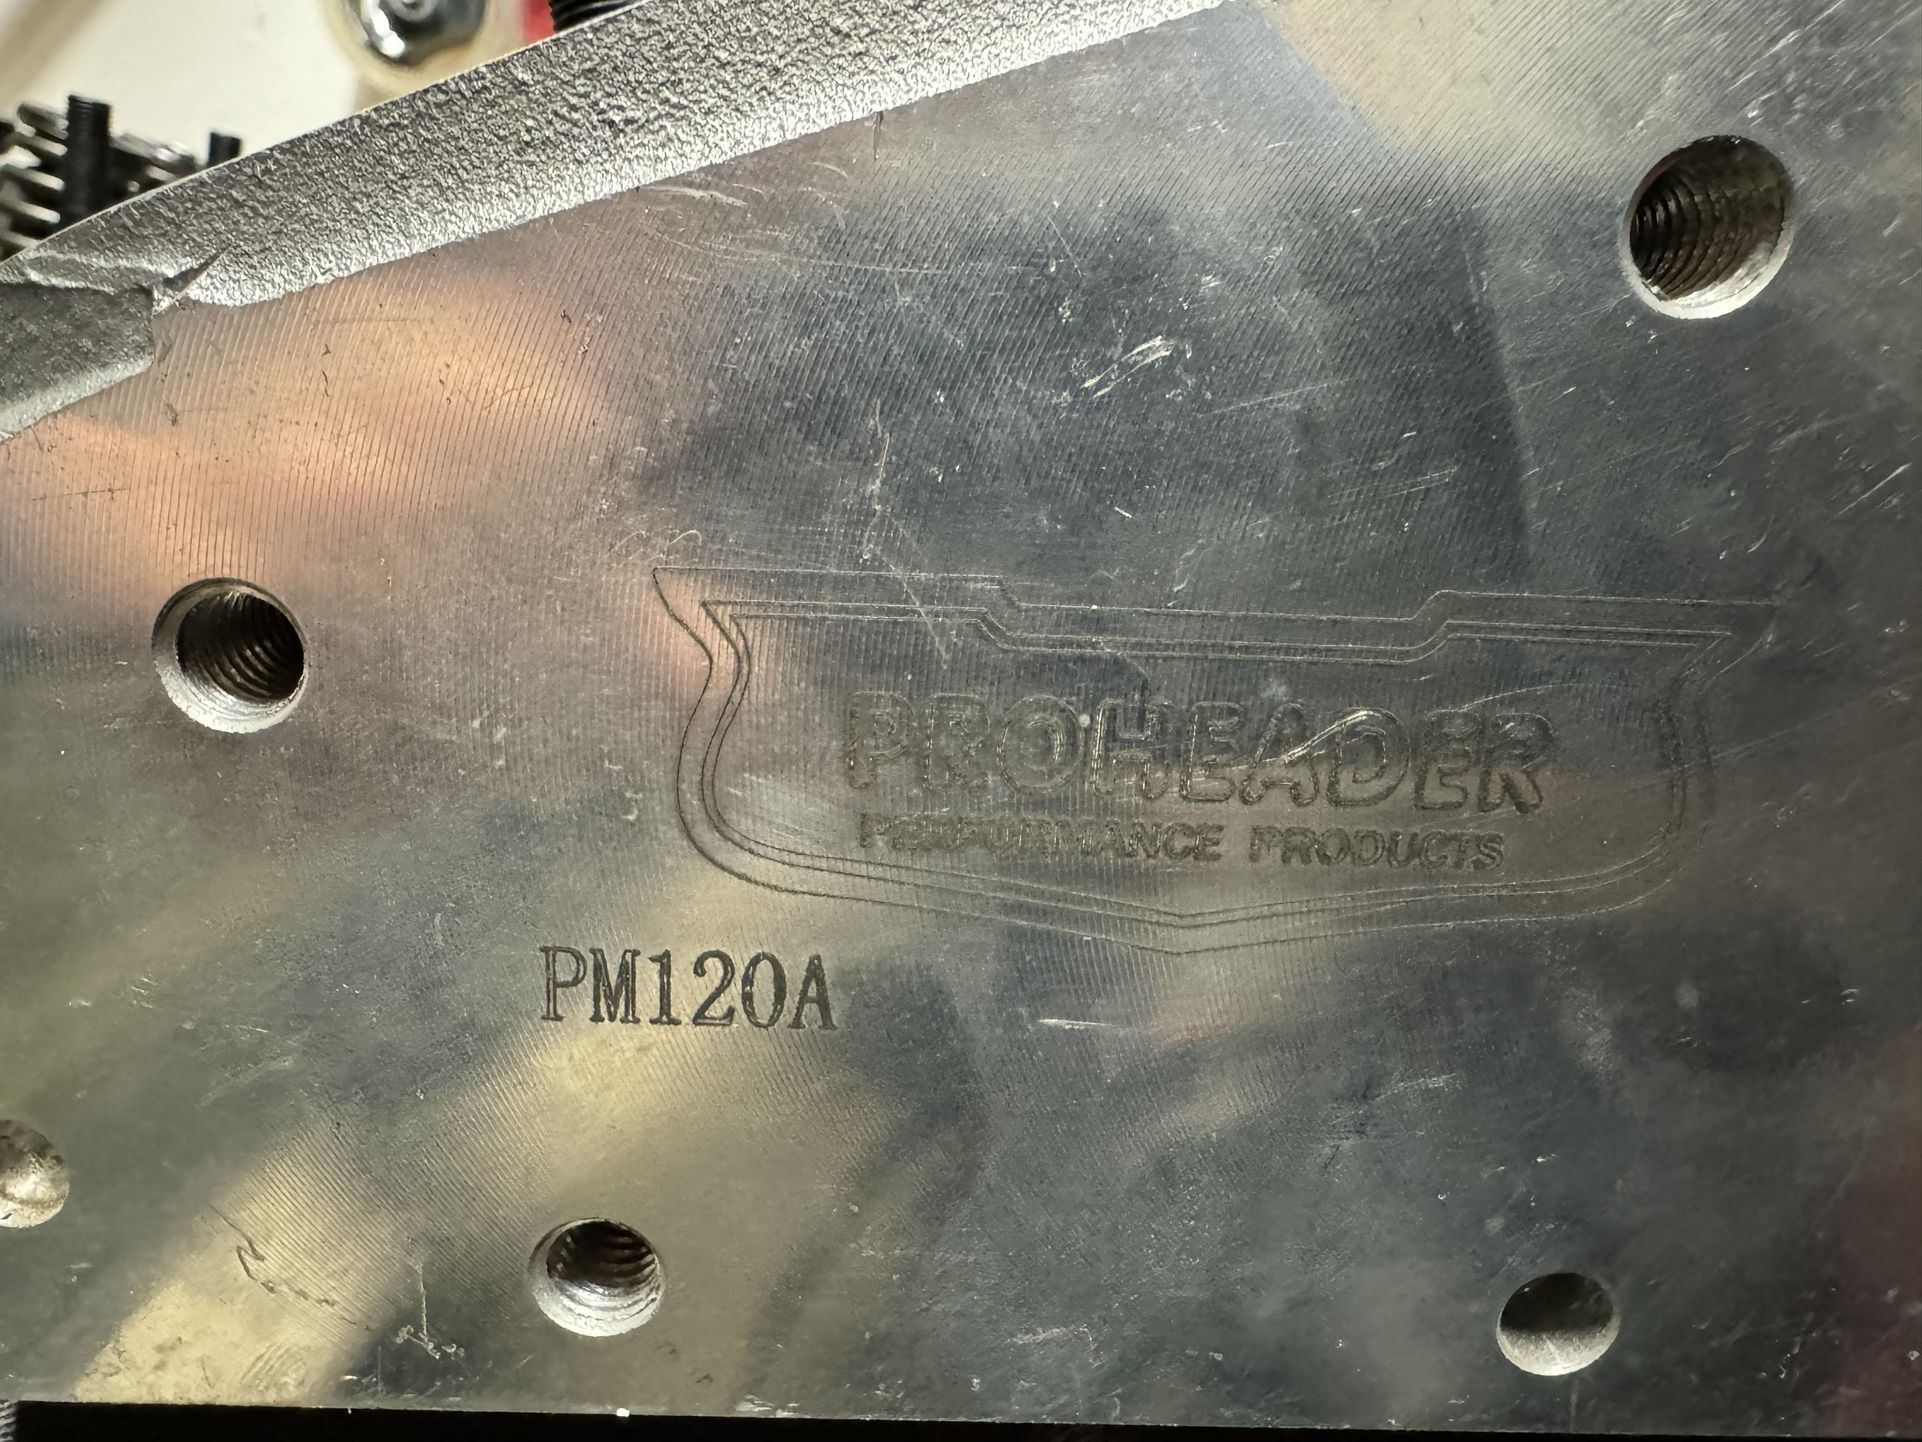 PROHEADER
PERFORMANCE PRODUCTS
PM120A